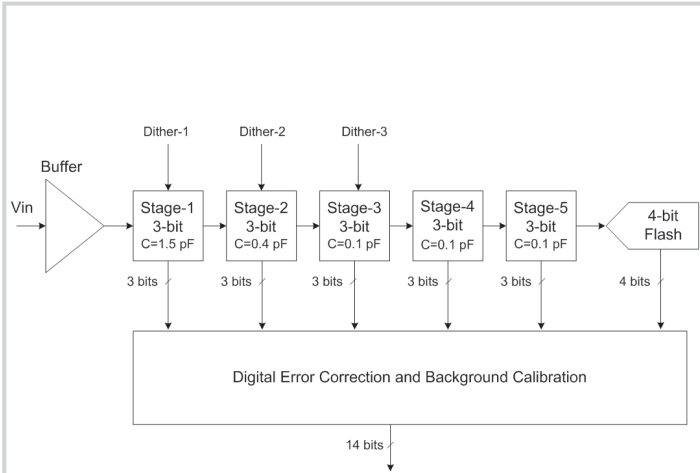 Dither-1
Dither-2
Dither-3
Buffer
Vin
Stage-1
3-bit
C=1.5 pF
Stage-2
3-bit
C=0.4 pF
Stage-3
3-bit
C=0.1 pF
Stage-4
3-bit
C=0.1 pF
Stage-5
3-bit
C=0.1 pF
4-bit
Flash
3 bits
3 bits
3 bits
3 bits
3 bits
4 bits
Digital Error Correction and Background Calibration
14 bits